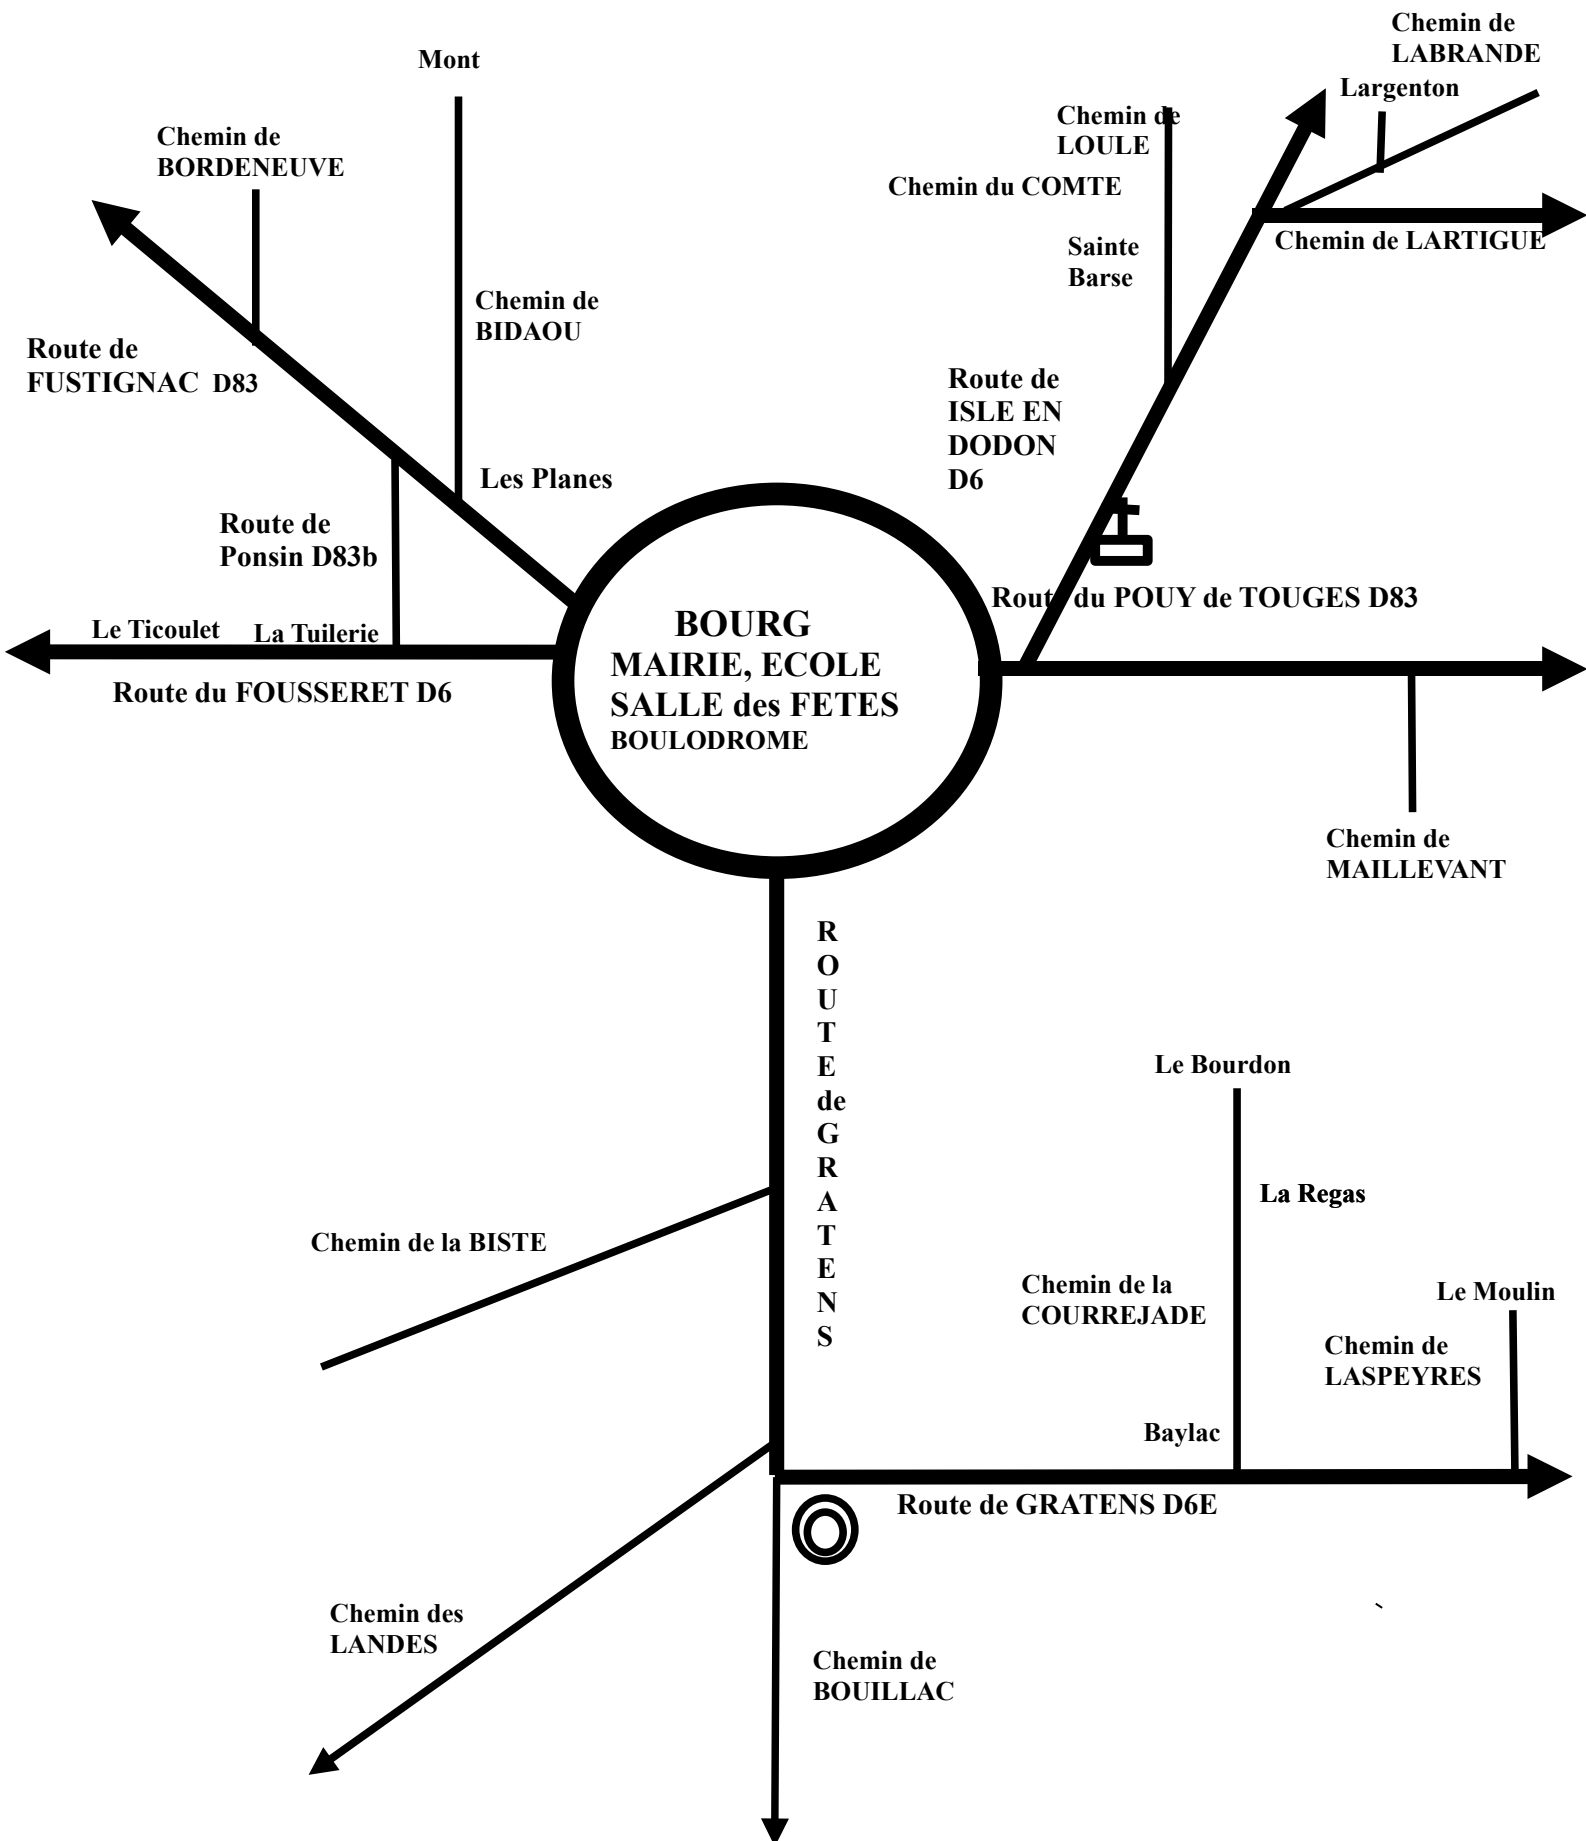 Chemin de
LABRANDE
Mont
Largenton
Chemin de
BORDENEUVE
Chemin de
LOULE
Chemin du COMTE
Chemin de LARTIGUE
Sainte
Barse
Chemin de
BIDAOU
Route de
FUSTIGNAC D83
Route de
ISLE EN
DODON
D6
Les Planes
Route de
Ponsin D83b
Route du POUY de TOUGES D83
Le Ticoulet
La Tuilerie
Route du FOUSSERET D6
BOURG
MAIRIE, ECOLE
SALLE des FETES
BOULODROME
Chemin de
MAILLEVANT
R
O
U
T
E
de
G
R
A
T
E
N
S
Le Bourdon
La Regas
Chemin de la BISTE
Chemin de la
COURREJADE
Le Moulin
Chemin de
LASPEYRES
Baylac
Route de GRATENS D6E
Chemin des
LANDES
Chemin de
BOUILLAC